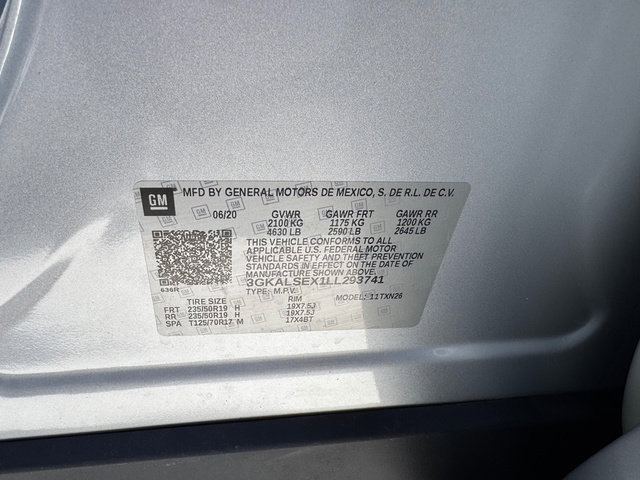 GM MFD BY GENERAL MOTORS DE MEXICO, S. DE R.L. DE C.V.
06/20 GVWR GAWR FRT GAWR RR
2100 KG 1175 KG 1200 KG
4630 LB 2590 LB 2645 LB
THIS VEHICLE CONFORMS TO ALL
APPLICABLE U.S. FEDERAL MOTOR
VEHICLE SAFETY, BUMPER, AND THEFT PREVENTION
STANDARDS IN EFFECT ON THE DATE OF
MANUFACTURE SHOWN ABOVE.
3GKALSEX1LL293741
636R TYPE: M.P.V. MODEL: 11TXN26
TIRE SIZE RIM
FRT 235/50R19 H 19X7.5J
RR 235/50R19 H 19X7.5J
SPA T125/70R17 M 17X4BT